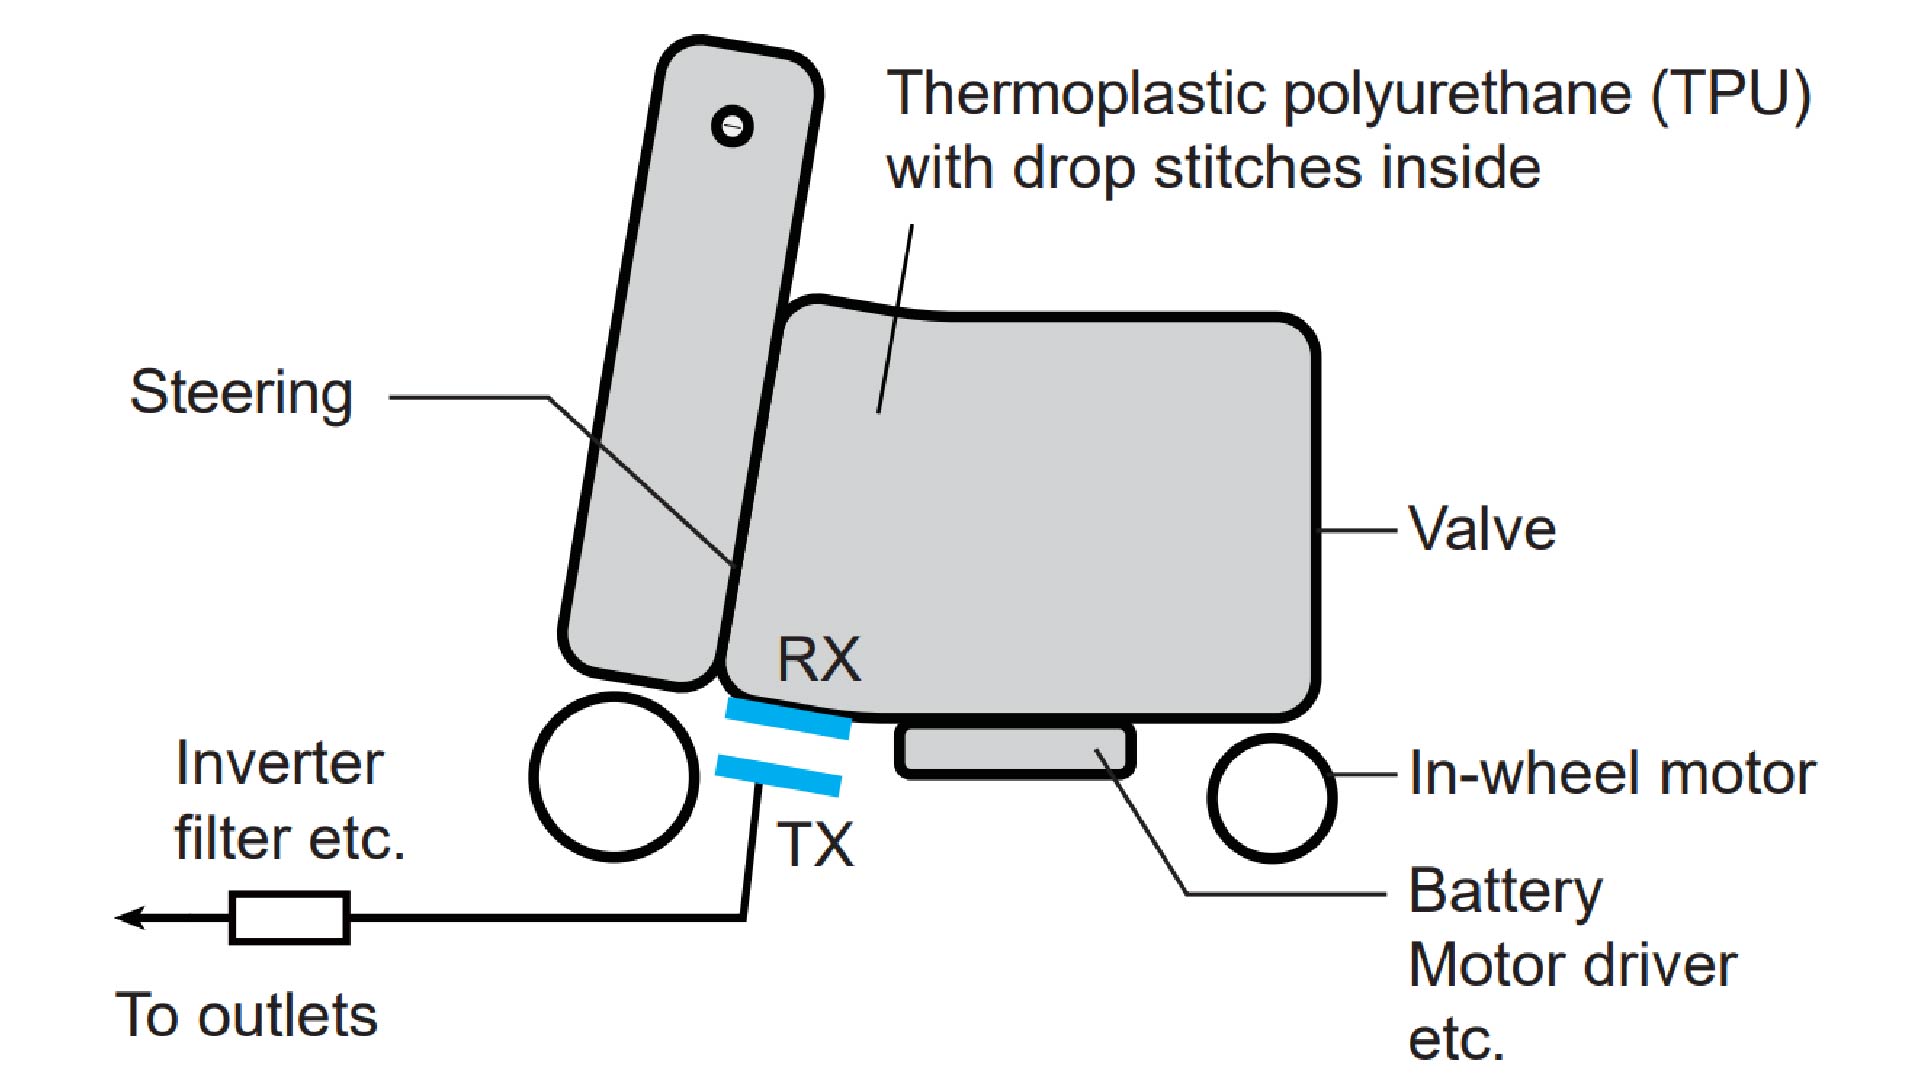 Thermoplastic polyurethane (TPU)
with drop stitches inside
Steering
Valve
RX
Inverter
filter etc.
In-wheel motor
TX
Battery
Motor driver
etc.
To outlets